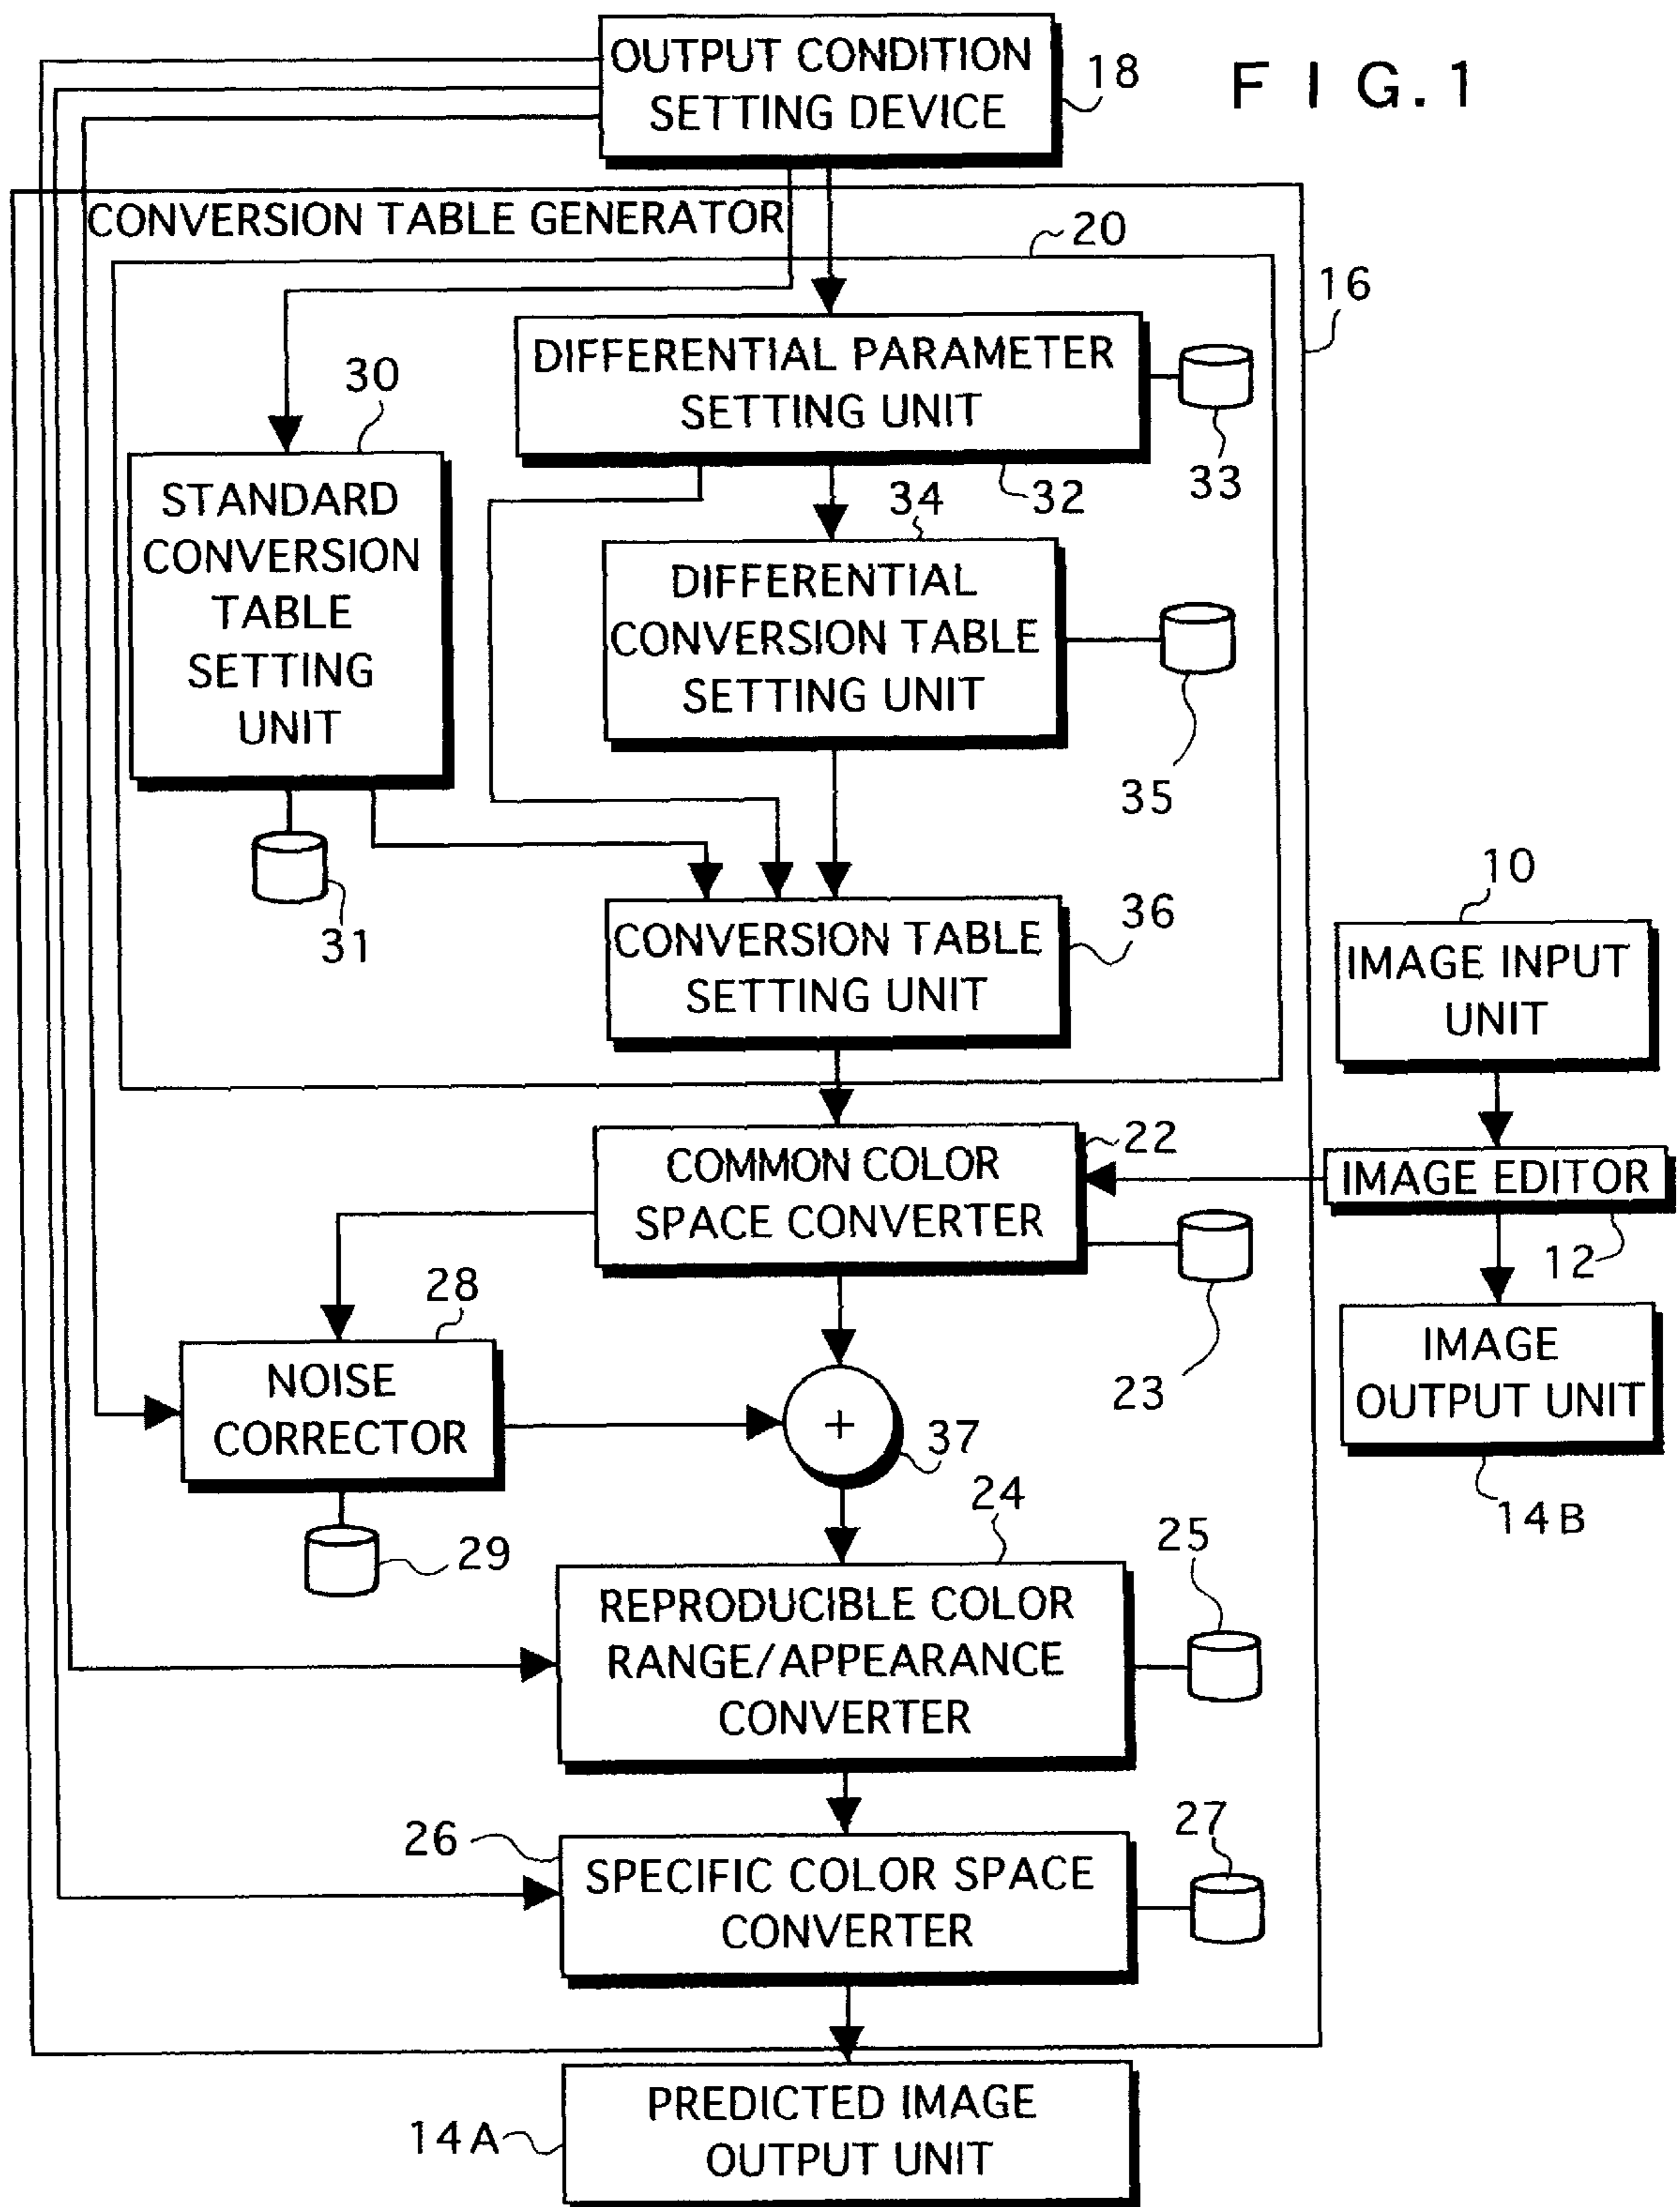 OUTPUT CONDITION
SETTING DEVICE
18
F I G.1
CONVERSION TABLE GENERATOR
20
16
DIFFERENTIAL PARAMETER
SETTING UNIT
33
32
30
STANDARD
CONVERSION
TABLE
SETTING
UNIT
31
34
DIFFERENTIAL
CONVERSION TABLE
SETTING UNIT
35
CONVERSION TABLE
SETTING UNIT
36
10
IMAGE INPUT
UNIT
COMMON COLOR
SPACE CONVERTER
22
23
IMAGE EDITOR
12
IMAGE
OUTPUT UNIT
14B
28
NOISE
CORRECTOR
29
+
37
24
REPRODUCIBLE COLOR
RANGE/APPEARANCE
CONVERTER
25
26
SPECIFIC COLOR SPACE
CONVERTER
27
14A
PREDICTED IMAGE
OUTPUT UNIT